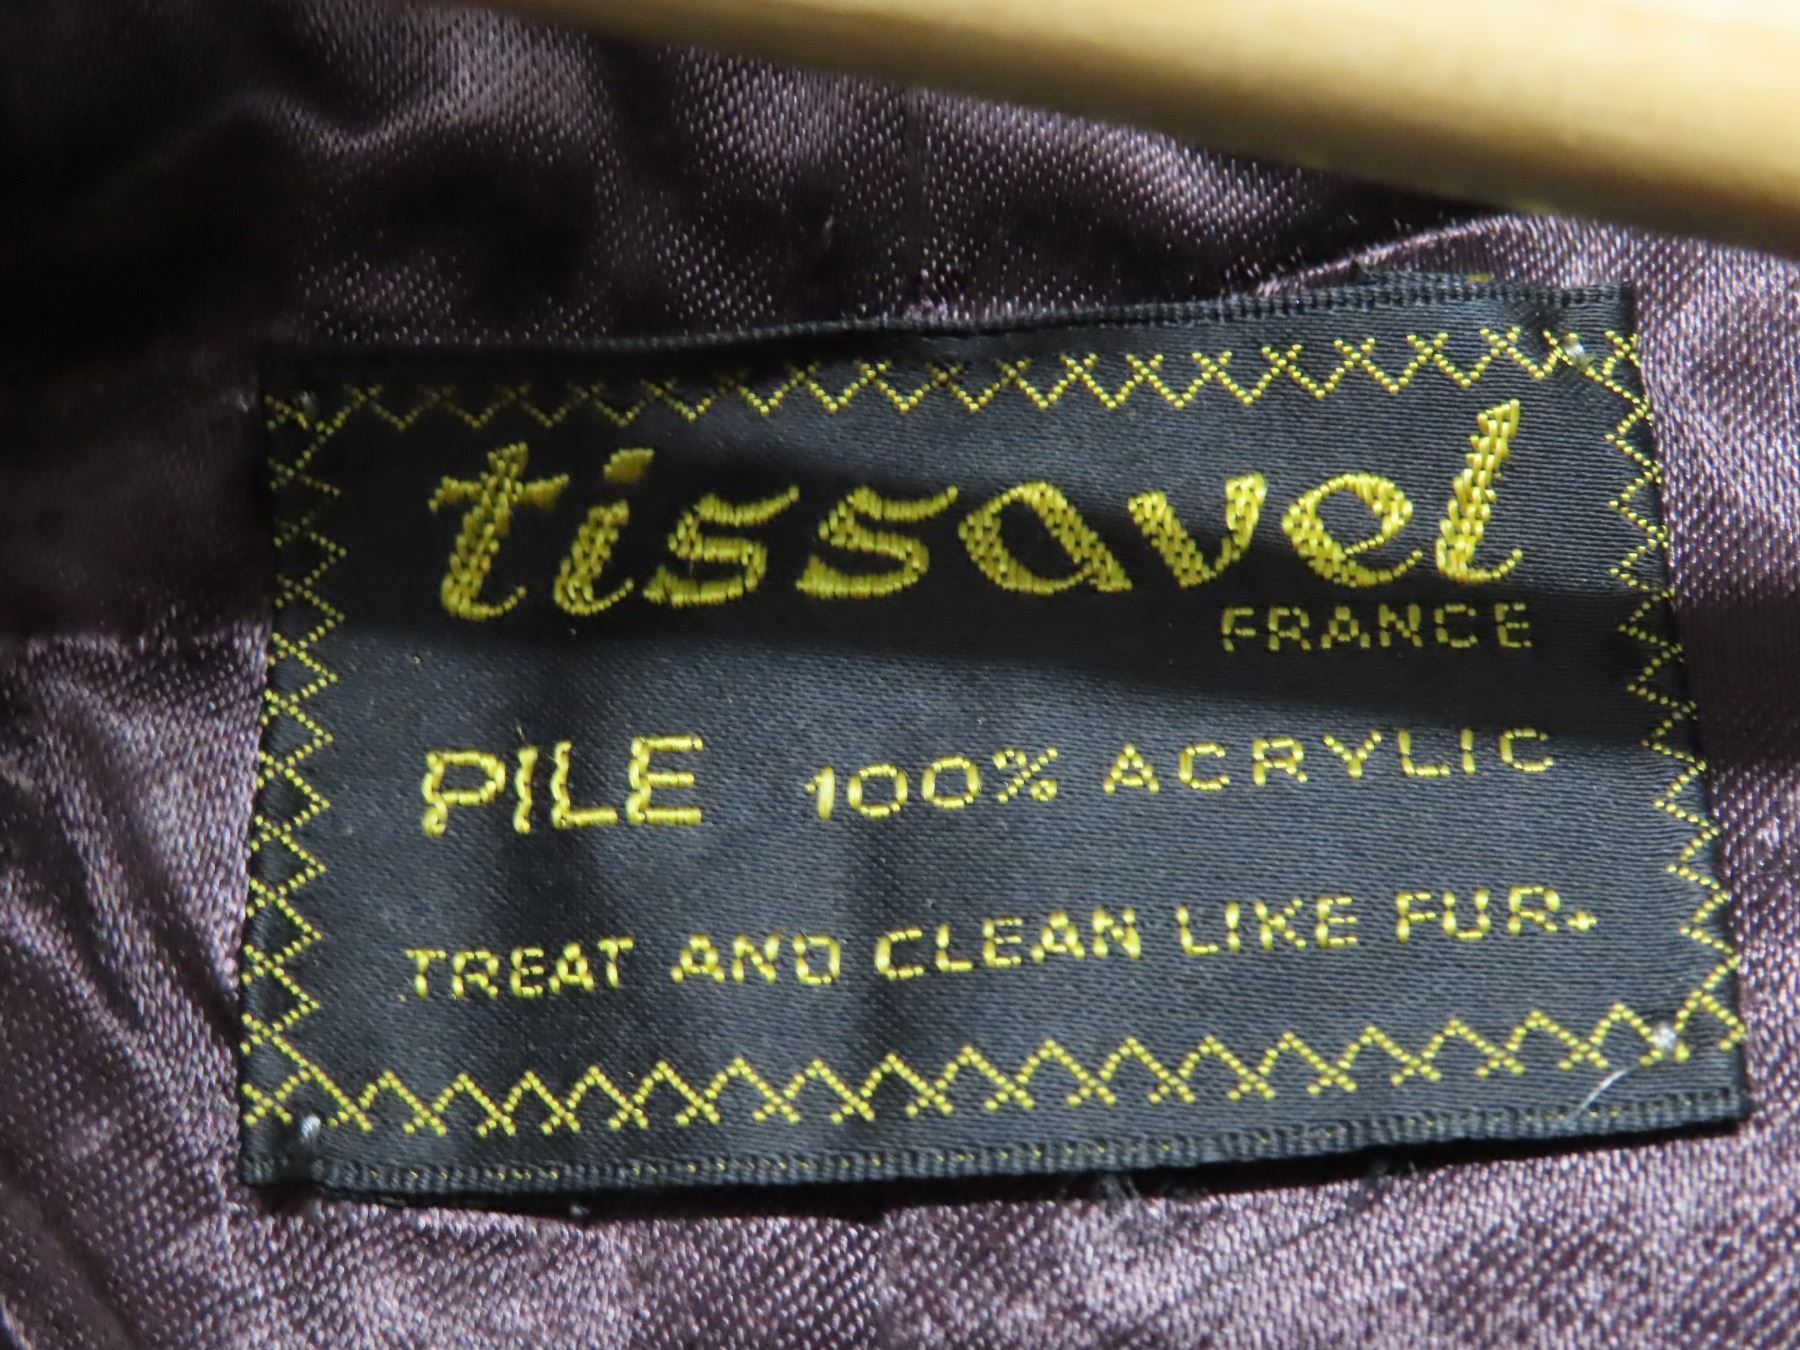 tissavel
FRANCE
PILE 100% ACRYLIC
TREAT AND CLEAN LIKE FUR.